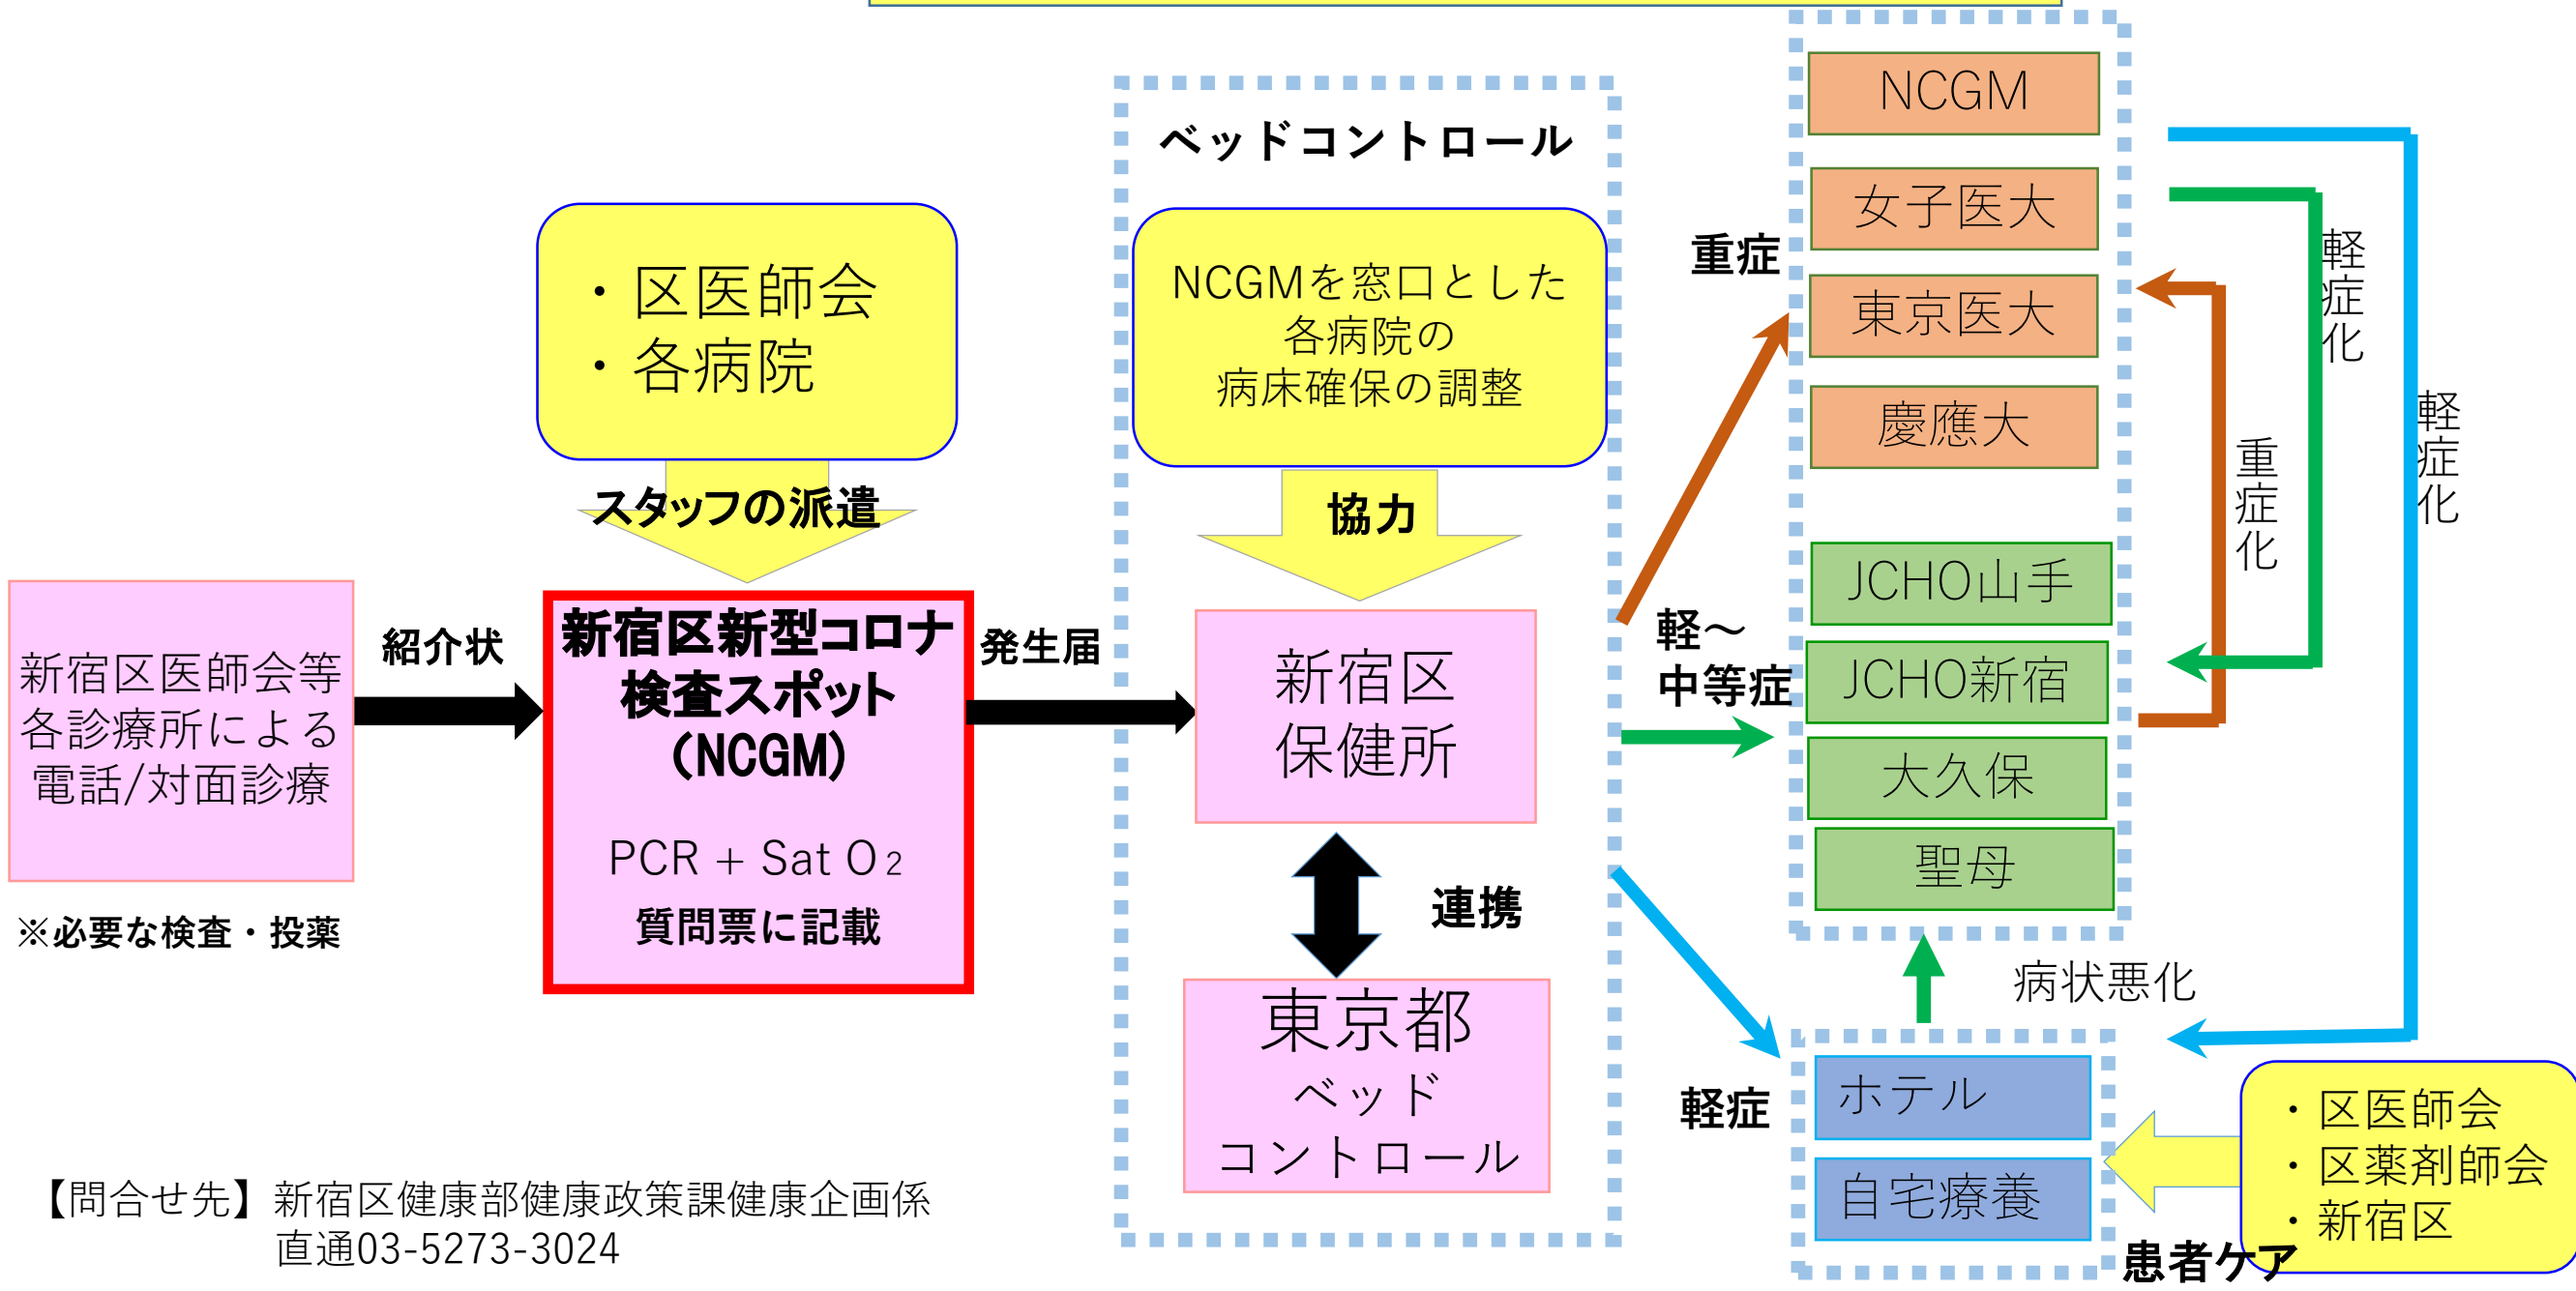 新宿区医師会等
各診療所による
電話/対面診療
※必要な検査・投薬
紹介状
・区医師会
・各病院
スタッフの派遣
新宿区新型コロナ
検査スポット
（NCGM）
PCR + Sat O₂
質問票に記載
発生届
ベッドコントロール
NCGMを窓口とした
各病院の
病床確保の調整
協力
新宿区
保健所
連携
東京都
ベッド
コントロール
重症
軽～
中等症
軽症
NCGM
女子医大
東京医大
慶應大
JCHO山手
JCHO新宿
大久保
聖母
重症化
軽症化
軽症化
病状悪化
ホテル
自宅療養
・区医師会
・区薬剤師会
・新宿区
患者ケア
【問合せ先】新宿区健康部健康政策課健康企画係
直通03-5273-3024